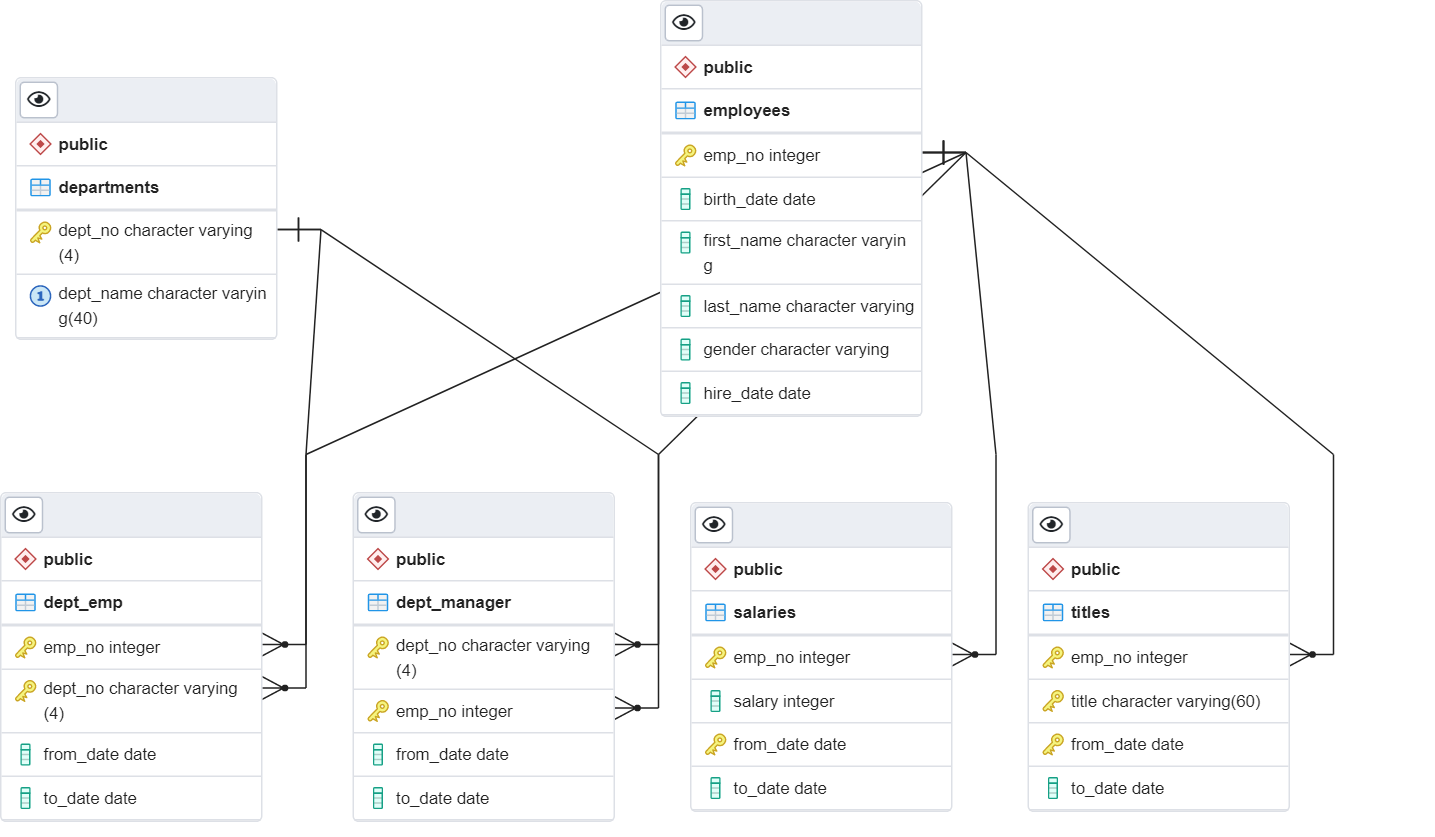 public
departments
dept_no character varying
(4)
dept_name character varyin
g(40)
public
employees
emp_no integer
birth_date date
first_name character varyin
g
last_name character varying
gender character varying
hire_date date
public
dept_emp
emp_no integer
dept_no character varying
(4)
from_date date
to_date date
public
dept_manager
dept_no character varying
(4)
emp_no integer
from_date date
to_date date
public
salaries
emp_no integer
salary integer
from_date date
to_date date
public
titles
emp_no integer
title character varying(60)
from_date date
to_date date